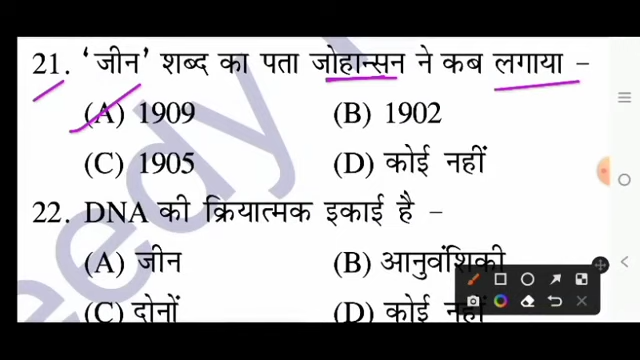 21. ‘जीन’ शब्द का पता जोहान्सन ने कब लगाया –
(A) 1909 (B) 1902
(C) 1905 (D) कोई नहीं
22. DNA की क्रियात्मक इकाई है –
(A) जीन (B) आनुवंशिकी
(C) दोनों (D) कोई नहीं